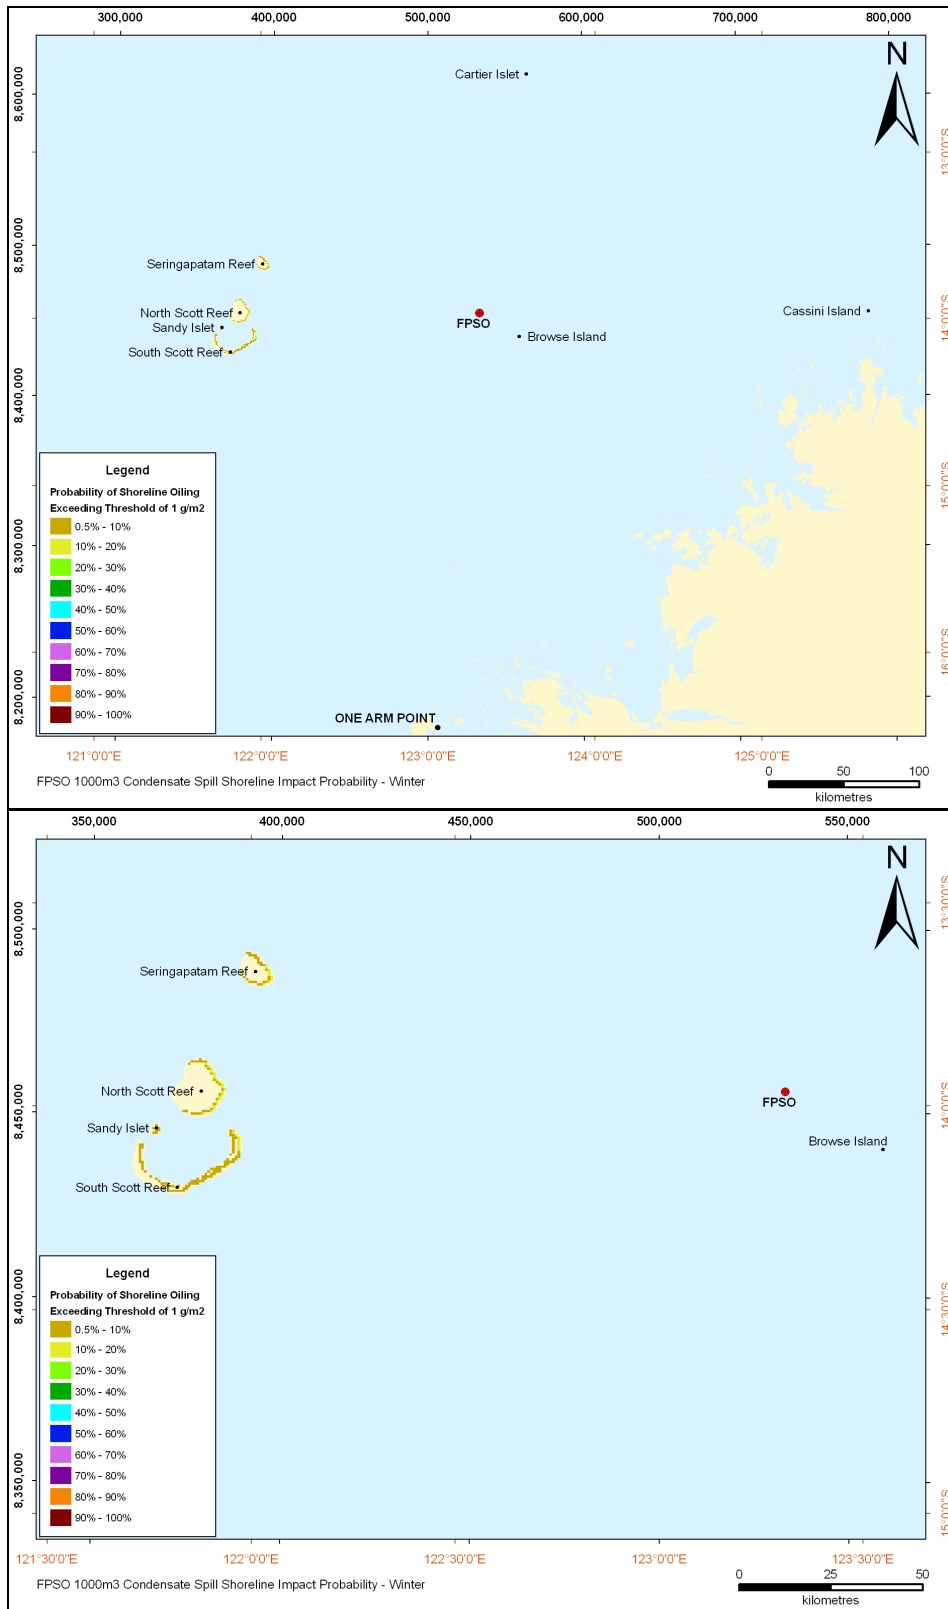 300,000 400,000 500,000 600,000 700,000 800,000
N
Cartier Islet
8,600,000
13°0'0"S
8,500,000
Seringapatam Reef
North Scott Reef
Sandy Islet
South Scott Reef
FPSO
Browse Island
Cassini Island
14°0'0"S
8,400,000
Legend
Probability of Shoreline Oiling
Exceeding Threshold of 1 g/m2
0.5% - 10%
10% - 20%
20% - 30%
30% - 40%
40% - 50%
50% - 60%
60% - 70%
70% - 80%
80% - 90%
90% - 100%
15°0'0"S
8,300,000
16°0'0"S
8,200,000
ONE ARM POINT
121°0'0"E 122°0'0"E 123°0'0"E 124°0'0"E 125°0'0"E
FPSO 1000m3 Condensate Spill Shoreline Impact Probability - Winter
0 50 100
kilometres
350,000 400,000 450,000 500,000 550,000
N
13°30'0"S
8,500,000
Seringapatam Reef
North Scott Reef
Sandy Islet
South Scott Reef
FPSO
Browse Island
8,450,000
14°0'0"S
Legend
Probability of Shoreline Oiling
Exceeding Threshold of 1 g/m2
0.5% - 10%
10% - 20%
20% - 30%
30% - 40%
40% - 50%
50% - 60%
60% - 70%
70% - 80%
80% - 90%
90% - 100%
8,400,000
14°30'0"S
8,350,000
15°0'0"S
121°30'0"E 122°0'0"E 122°30'0"E 123°0'0"E 123°30'0"E
FPSO 1000m3 Condensate Spill Shoreline Impact Probability - Winter
0 25 50
kilometres